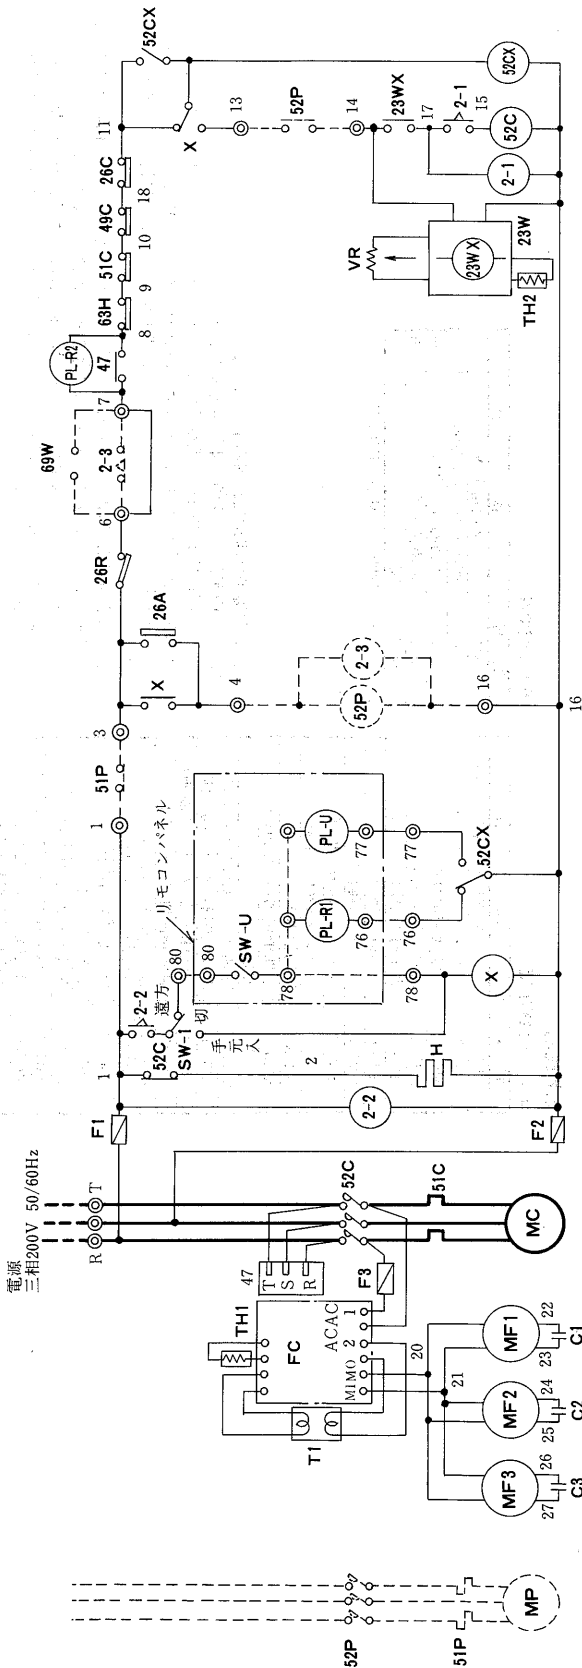 52CX
11
X
13
52P
14
23WX
17
2-1
15
52C
52CX
2-1
26C
18
49C
10
51C
9
63H
8
PL-R2
47
7
69W
2-3
6
26R
VR
23WX
23W
TH2
26A
X
4
2-3
52P
16
16
3
51P
1
リモコンパネル
PL-U
77
77
52CX
PL-R1
76
76
SW-U
80
80
78
78
X
2-2
遠方
切
手元入
SW-1
52C
1
2
H
2-2
F1
F2
電源
三相200V 50/60Hz
R
T
52C
51C
MC
47
T
S
R
F3
TH1
FC
ACAC
2
1
MIMO
T1
20
21
MF1
22
23
C1
MF2
24
25
C2
MF3
26
27
C3
52P
51P
MP